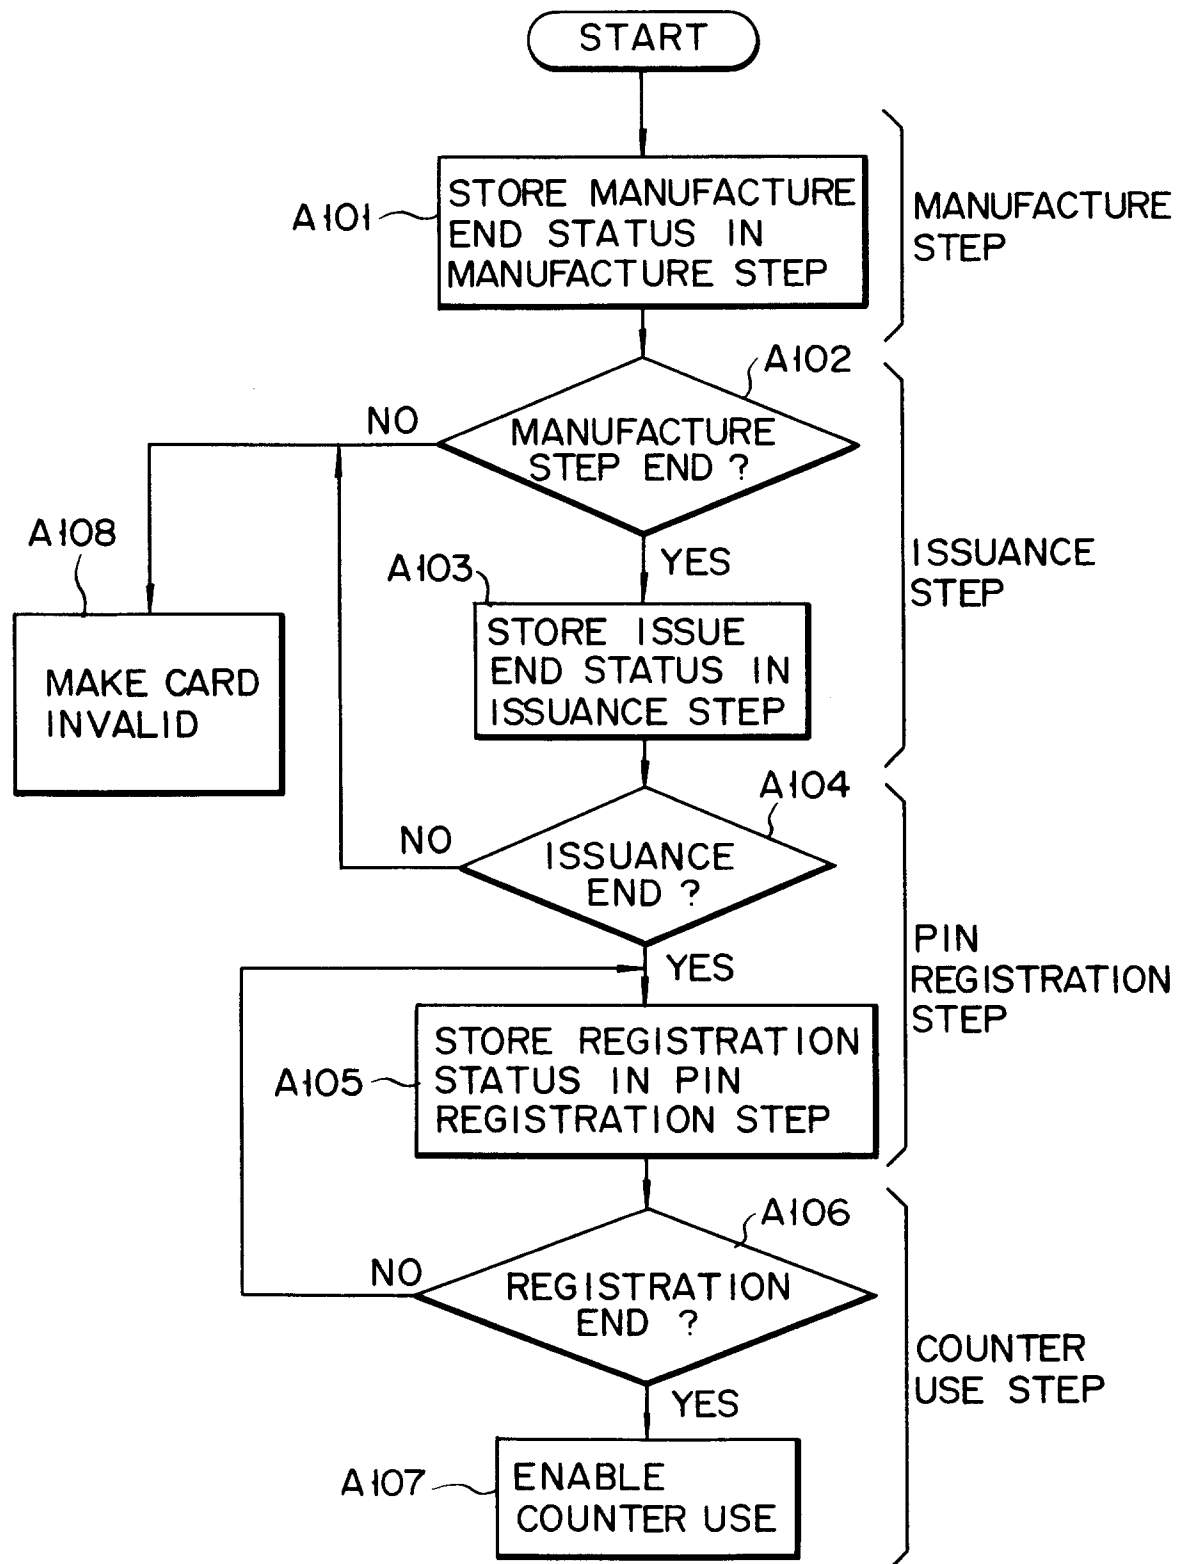 START
A101
STORE MANUFACTURE
END STATUS IN
MANUFACTURE STEP
MANUFACTURE
STEP
A102
NO
MANUFACTURE
STEP END ?
YES
A108
MAKE CARD
INVALID
A103
STORE ISSUE
END STATUS IN
ISSUANCE STEP
ISSUANCE
STEP
A104
NO
ISSUANCE
END ?
YES
A105
STORE REGISTRATION
STATUS IN PIN
REGISTRATION STEP
PIN
REGISTRATION
STEP
A106
NO
REGISTRATION
END ?
YES
A107
ENABLE
COUNTER USE
COUNTER
USE STEP